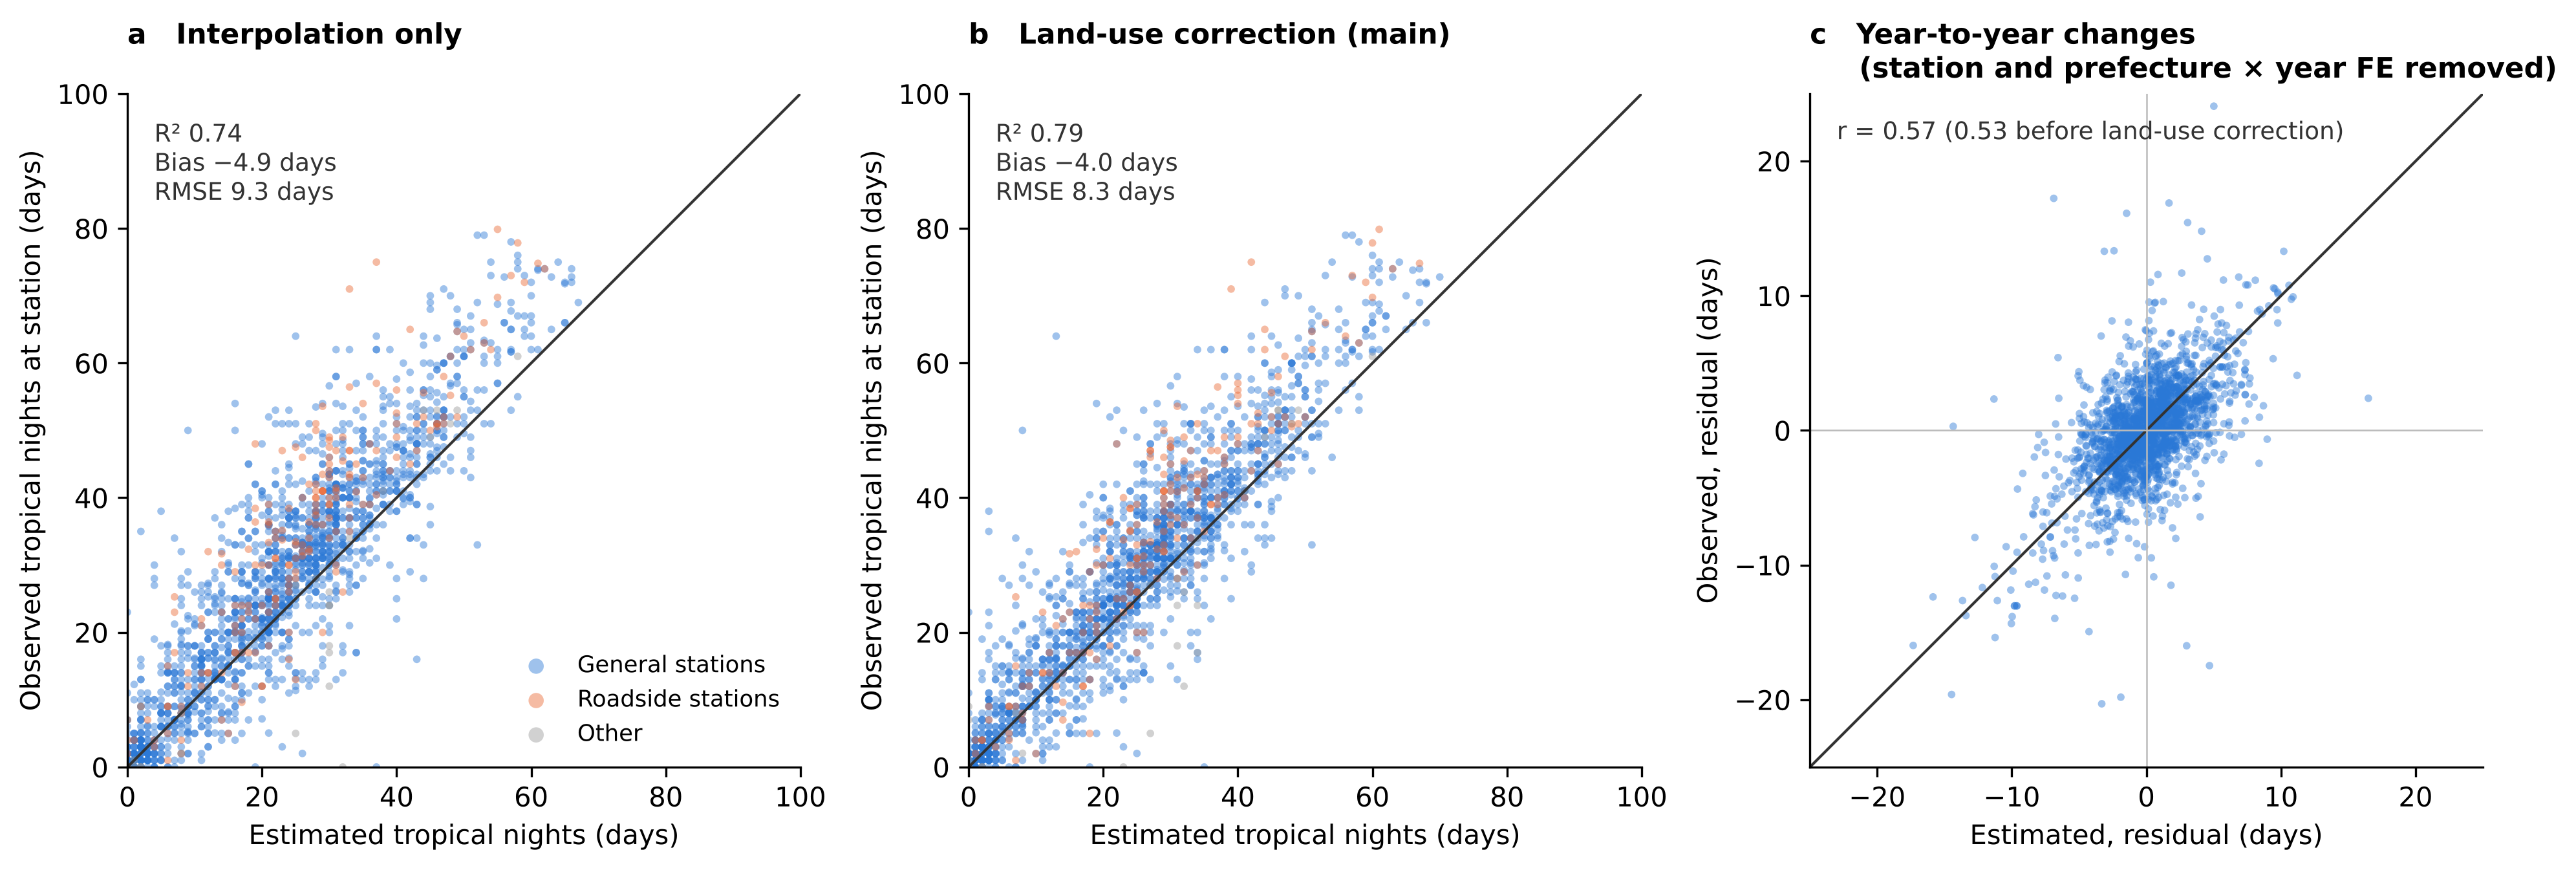 a Interpolation only
100
80
60
40
20
0
Observed tropical nights at station (days)
R² 0.74
Bias −4.9 days
RMSE 9.3 days
General stations
Roadside stations
Other
0 20 40 60 80 100
Estimated tropical nights (days)
b Land-use correction (main)
100
80
60
40
20
0
Observed tropical nights at station (days)
R² 0.79
Bias −4.0 days
RMSE 8.3 days
0 20 40 60 80 100
Estimated tropical nights (days)
c Year-to-year changes
(station and prefecture × year FE removed)
20
10
0
−10
−20
Observed, residual (days)
r = 0.57 (0.53 before land-use correction)
−20 −10 0 10 20
Estimated, residual (days)